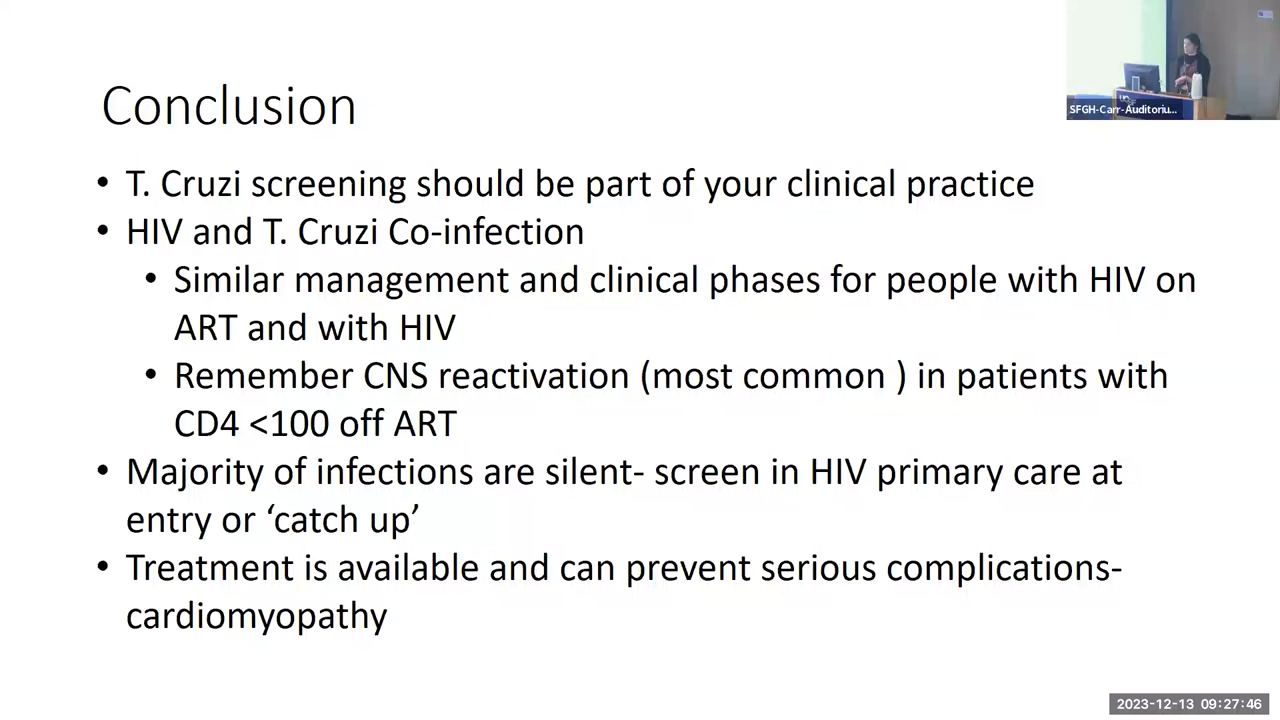 SFGH-Carr-Auditoriu...
Conclusion
• T. Cruzi screening should be part of your clinical practice
• HIV and T. Cruzi Co-infection
• Similar management and clinical phases for people with HIV on
ART and with HIV
• Remember CNS reactivation (most common ) in patients with
CD4 <100 off ART
• Majority of infections are silent- screen in HIV primary care at
entry or ‘catch up’
• Treatment is available and can prevent serious complications-
cardiomyopathy
2023-12-13 09:27:46